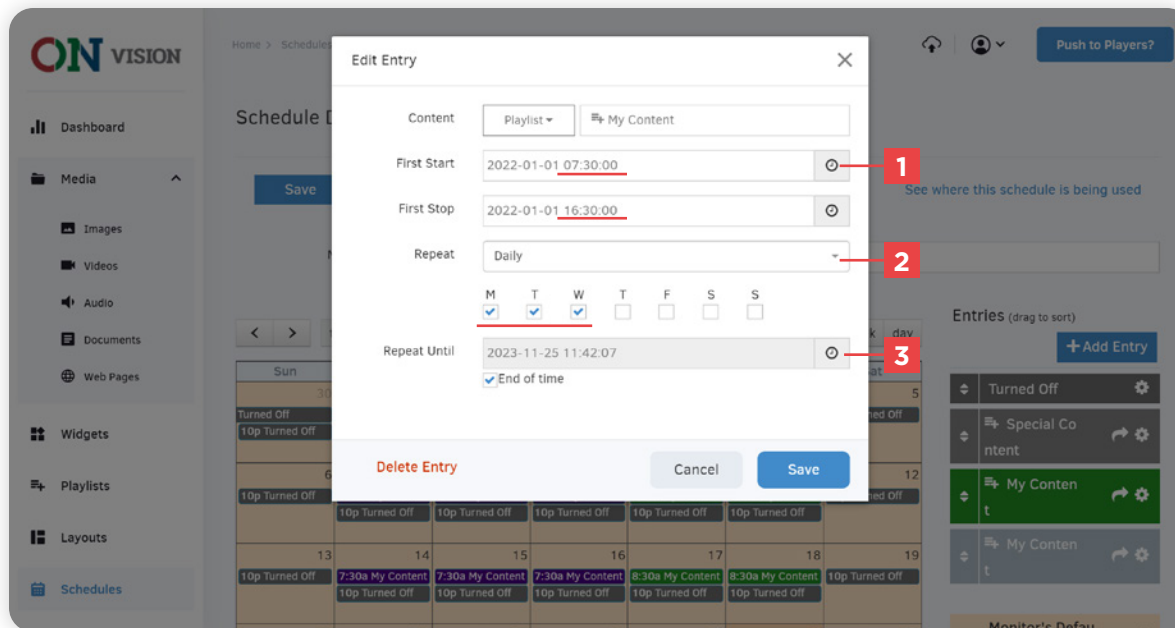 ON VISION
Home > Schedules
Push to Players?
Dashboard
Media
Images
Videos
Audio
Documents
Web Pages
Widgets
Playlists
Layouts
Schedules
Schedule D
Save
See where this schedule is being used
Edit Entry
Content
Playlist
My Content
First Start
2022-01-01 07:30:00
1
First Stop
2022-01-01 16:30:00
Repeat
Daily
2
M T W T F S S
Repeat Until
2023-11-25 11:42:07
3
End of time
Delete Entry
Cancel
Save
day
Sun
30
5
Turned Off
10p Turned Off
6
12
10p Turned Off
10p Turned Off 10p Turned Off 10p Turned Off 10p Turned Off 10p Turned Off
13 14 15 16 17 18 19
10p Turned Off 7:30a My Content 7:30a My Content 7:30a My Content 8:30a My Content 8:30a My Content 10p Turned Off
10p Turned Off 10p Turned Off 10p Turned Off 10p Turned Off 10p Turned Off
Entries (drag to sort)
+Add Entry
Turned Off
Special Co
ntent
My Conten
t
My Conten
t
Monitor's Defau